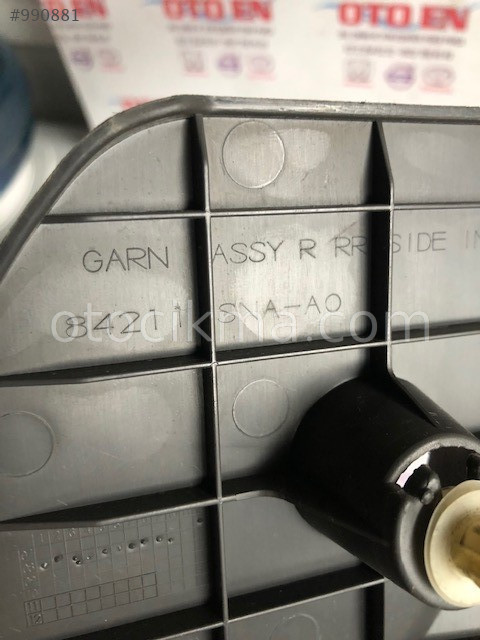 #990881
OTO EN
OTO EN
GARN ASSY R RR SIDE IN
84211 SNA-A0
otocikma.com